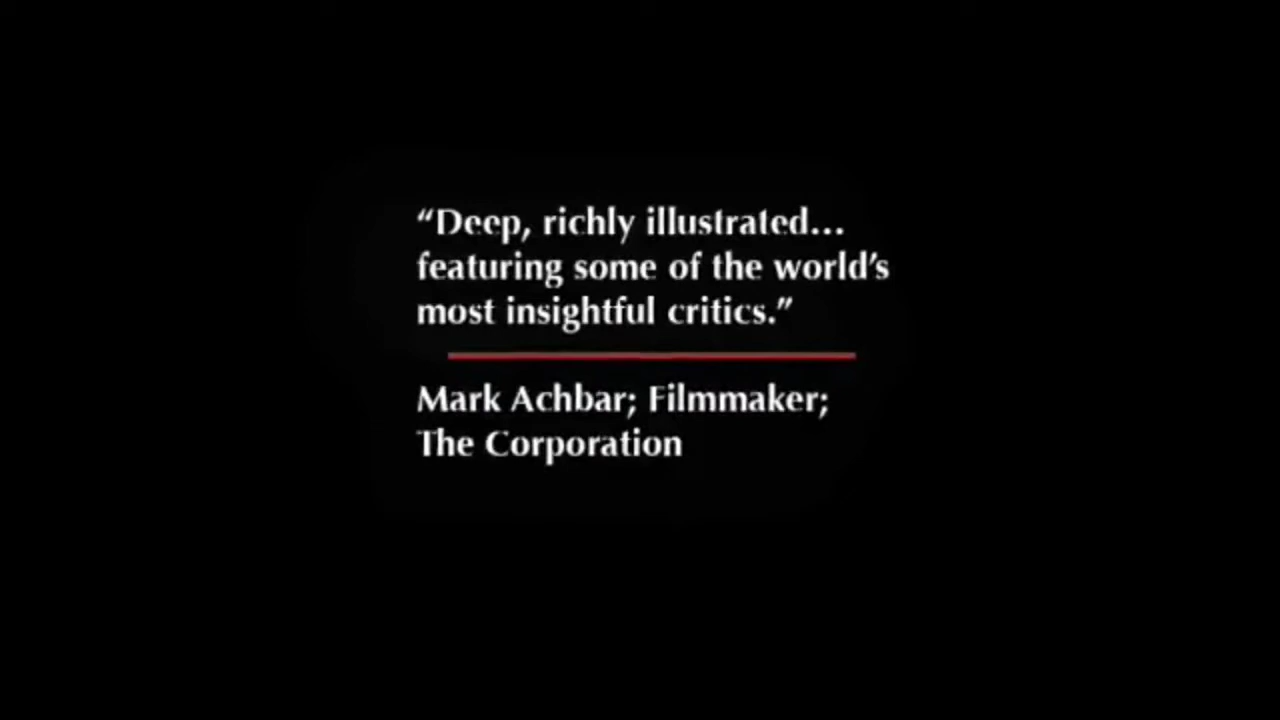 “Deep, richly illustrated...
featuring some of the world’s
most insightful critics.”
Mark Achbar; Filmmaker;
The Corporation